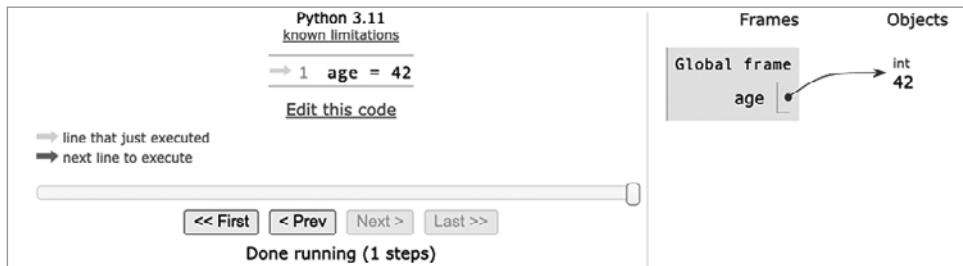 Python 3.11
known limitations
1 age = 42
Edit this code
line that just executed
next line to execute
<< First < Prev Next > Last >>
Done running (1 steps)
Frames Objects
Global frame
age
int
42